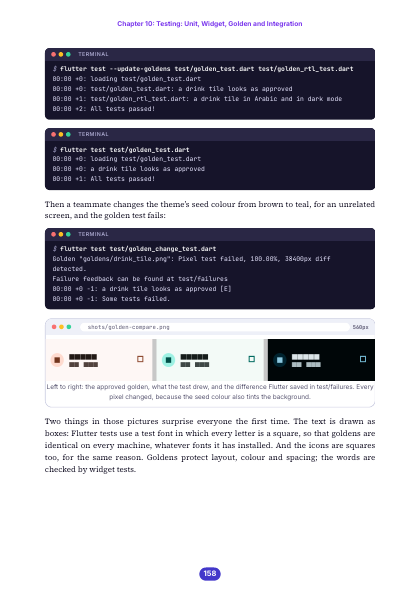 Chapter 10: Testing: Unit, Widget, Golden and Integration
TERMINAL
$ flutter test --update-goldens test/golden_test.dart test/golden_rtl_test.dart
00:00 +0: loading test/golden_test.dart
00:00 +0: test/golden_test.dart: a drink tile looks as approved
00:00 +1: test/golden_rtl_test.dart: a drink tile in Arabic and in dark mode
00:00 +2: All tests passed!
TERMINAL
$ flutter test test/golden_test.dart
00:00 +0: loading test/golden_test.dart
00:00 +0: a drink tile looks as approved
00:00 +1: All tests passed!
Then a teammate changes the theme's seed colour from brown to teal, for an unrelated
screen, and the golden test fails:
TERMINAL
$ flutter test test/golden_change_test.dart
Golden "goldens/drink_tile.png": Pixel test failed, 100.00%, 38400px diff
detected.
Failure feedback can be found at test/failures
00:00 +0 -1: a drink tile looks as approved [E]
00:00 +0 -1: Some tests failed.
shots/golden-compare.png
560px
Left to right: the approved golden, what the test drew, and the difference Flutter saved in test/failures. Every
pixel changed, because the seed colour also tints the background.
Two things in those pictures surprise everyone the first time. The text is drawn as
boxes: Flutter tests use a test font in which every letter is a square, so that goldens are
identical on every machine, whatever fonts it has installed. And the icons are squares
too, for the same reason. Goldens protect layout, colour and spacing; the words are
checked by widget tests.
158